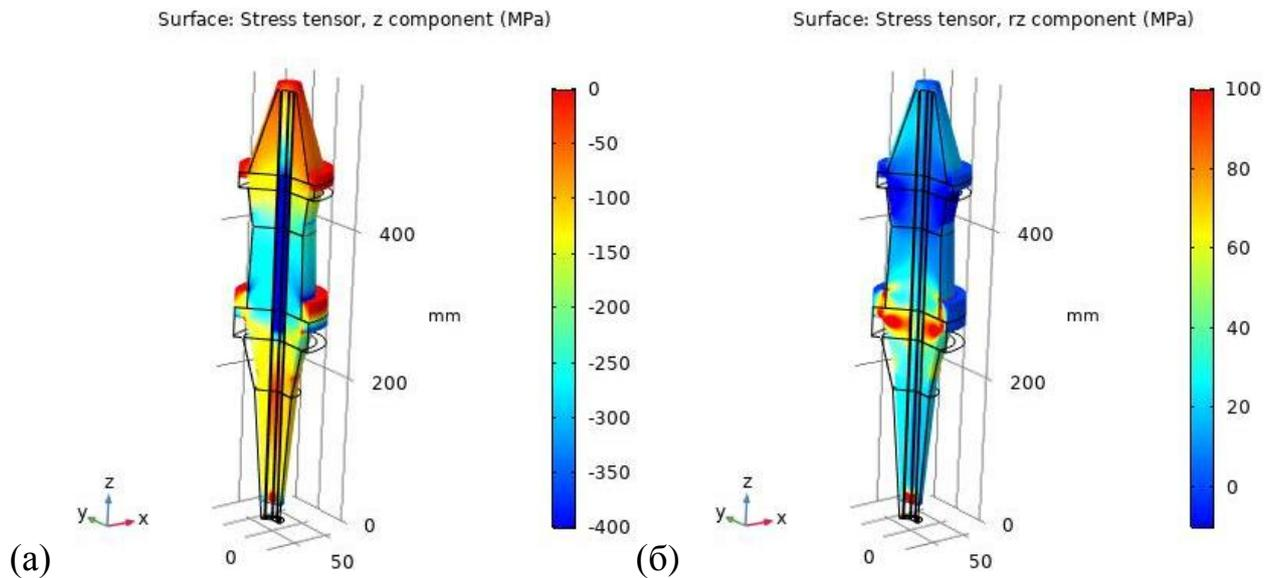 Surface: Stress tensor, z component (MPa)
0
-50
-100
-150
-200
-250
-300
-350
-400
400
mm
200
0
0
50
z
y
x
(а)
Surface: Stress tensor, rz component (MPa)
100
80
60
40
20
0
400
mm
200
0
0
50
z
y
x
(б)